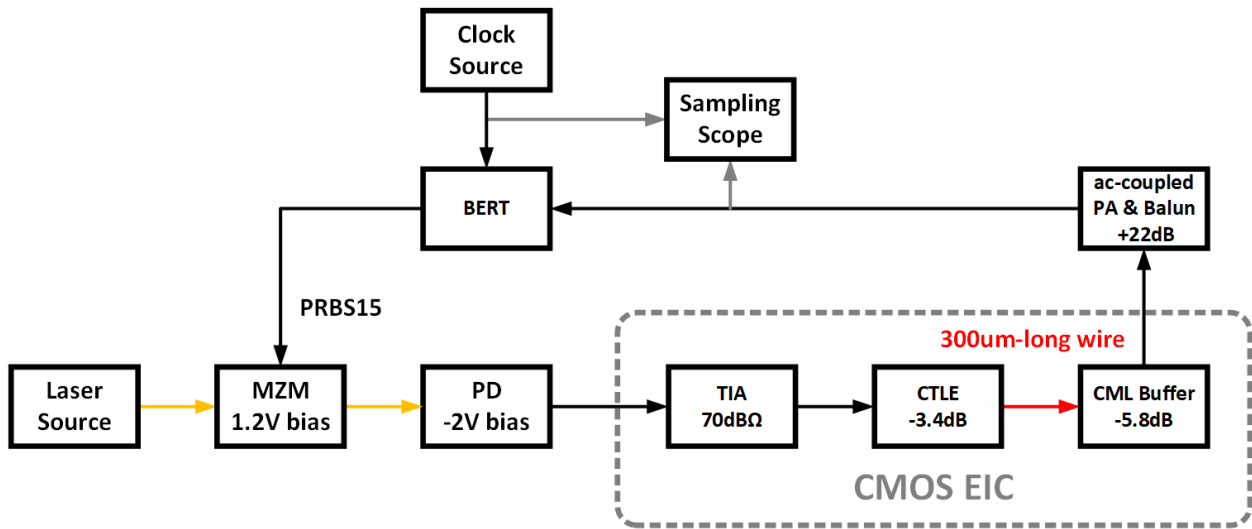 Clock
Source
Sampling
Scope
BERT
ac-coupled
PA & Balun
+22dB
PRBS15
300um-long wire
Laser
Source
MZM
1.2V bias
PD
-2V bias
TIA
70dBΩ
CTLE
-3.4dB
CML Buffer
-5.8dB
CMOS EIC